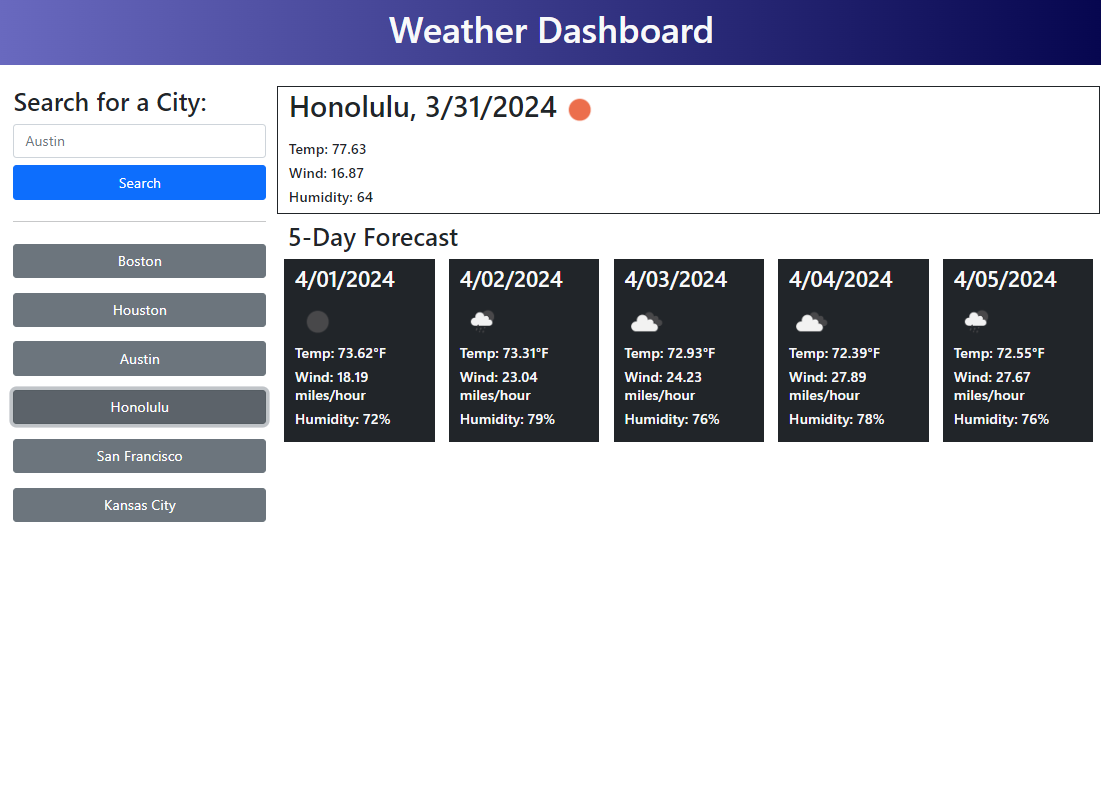 Weather Dashboard
Search for a City:
Austin
Search
Boston
Houston
Austin
Honolulu
San Francisco
Kansas City
Honolulu, 3/31/2024
Temp: 77.63
Wind: 16.87
Humidity: 64
5-Day Forecast
4/01/2024
Temp: 73.62°F
Wind: 18.19
miles/hour
Humidity: 72%
4/02/2024
Temp: 73.31°F
Wind: 23.04
miles/hour
Humidity: 79%
4/03/2024
Temp: 72.93°F
Wind: 24.23
miles/hour
Humidity: 76%
4/04/2024
Temp: 72.39°F
Wind: 27.89
miles/hour
Humidity: 78%
4/05/2024
Temp: 72.55°F
Wind: 27.67
miles/hour
Humidity: 76%